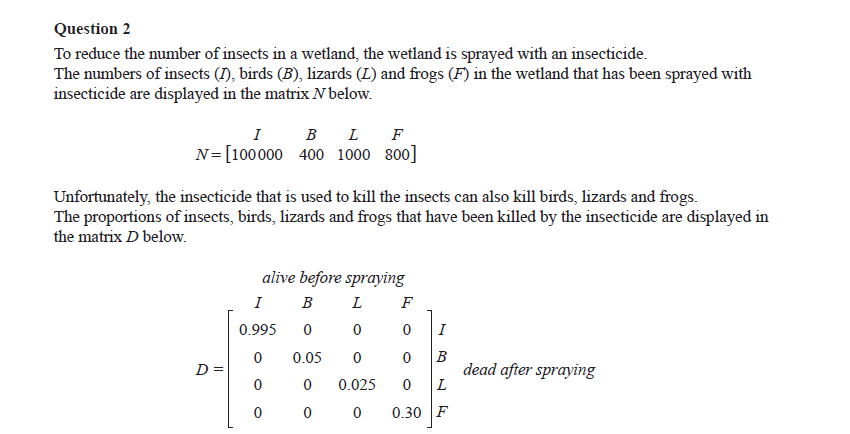 Question 2
To reduce the number of insects in a wetland, the wetland is sprayed with an insecticide.
The numbers of insects (I), birds (B), lizards (L) and frogs (F) in the wetland that has been sprayed with
insecticide are displayed in the matrix N below.
I B L F
N = [100 000 400 1000 800]
Unfortunately, the insecticide that is used to kill the insects can also kill birds, lizards and frogs.
The proportions of insects, birds, lizards and frogs that have been killed by the insecticide are displayed in
the matrix D below.
alive before spraying
I B L F
0.995 0 0 0 I
0 0.05 0 0 B
D = dead after spraying
0 0 0.025 0 L
0 0 0 0.30 F